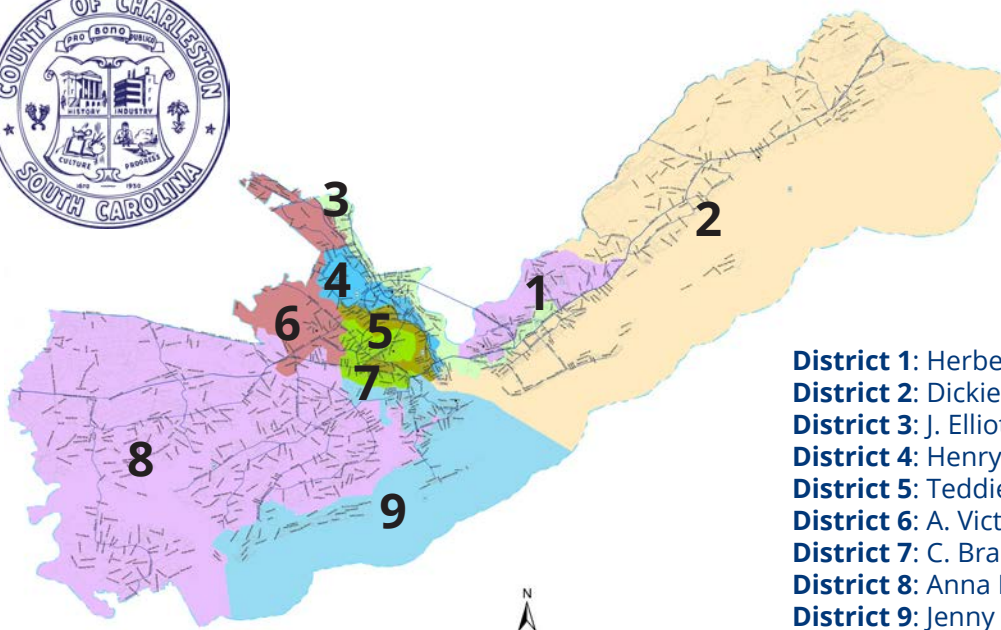 COUNTY OF CHARLESTON
PRO BONO PUBLICO
HISTORY INDUSTRY
CULTURE PROGRESS
1670 1950
SOUTH CAROLINA
3
2
4
1
6
5
7
8
9
N
District 1: Herbe
District 2: Dickie
District 3: J. Elliot
District 4: Henry
District 5: Teddie
District 6: A. Vict
District 7: C. Bra
District 8: Anna
District 9: Jenny